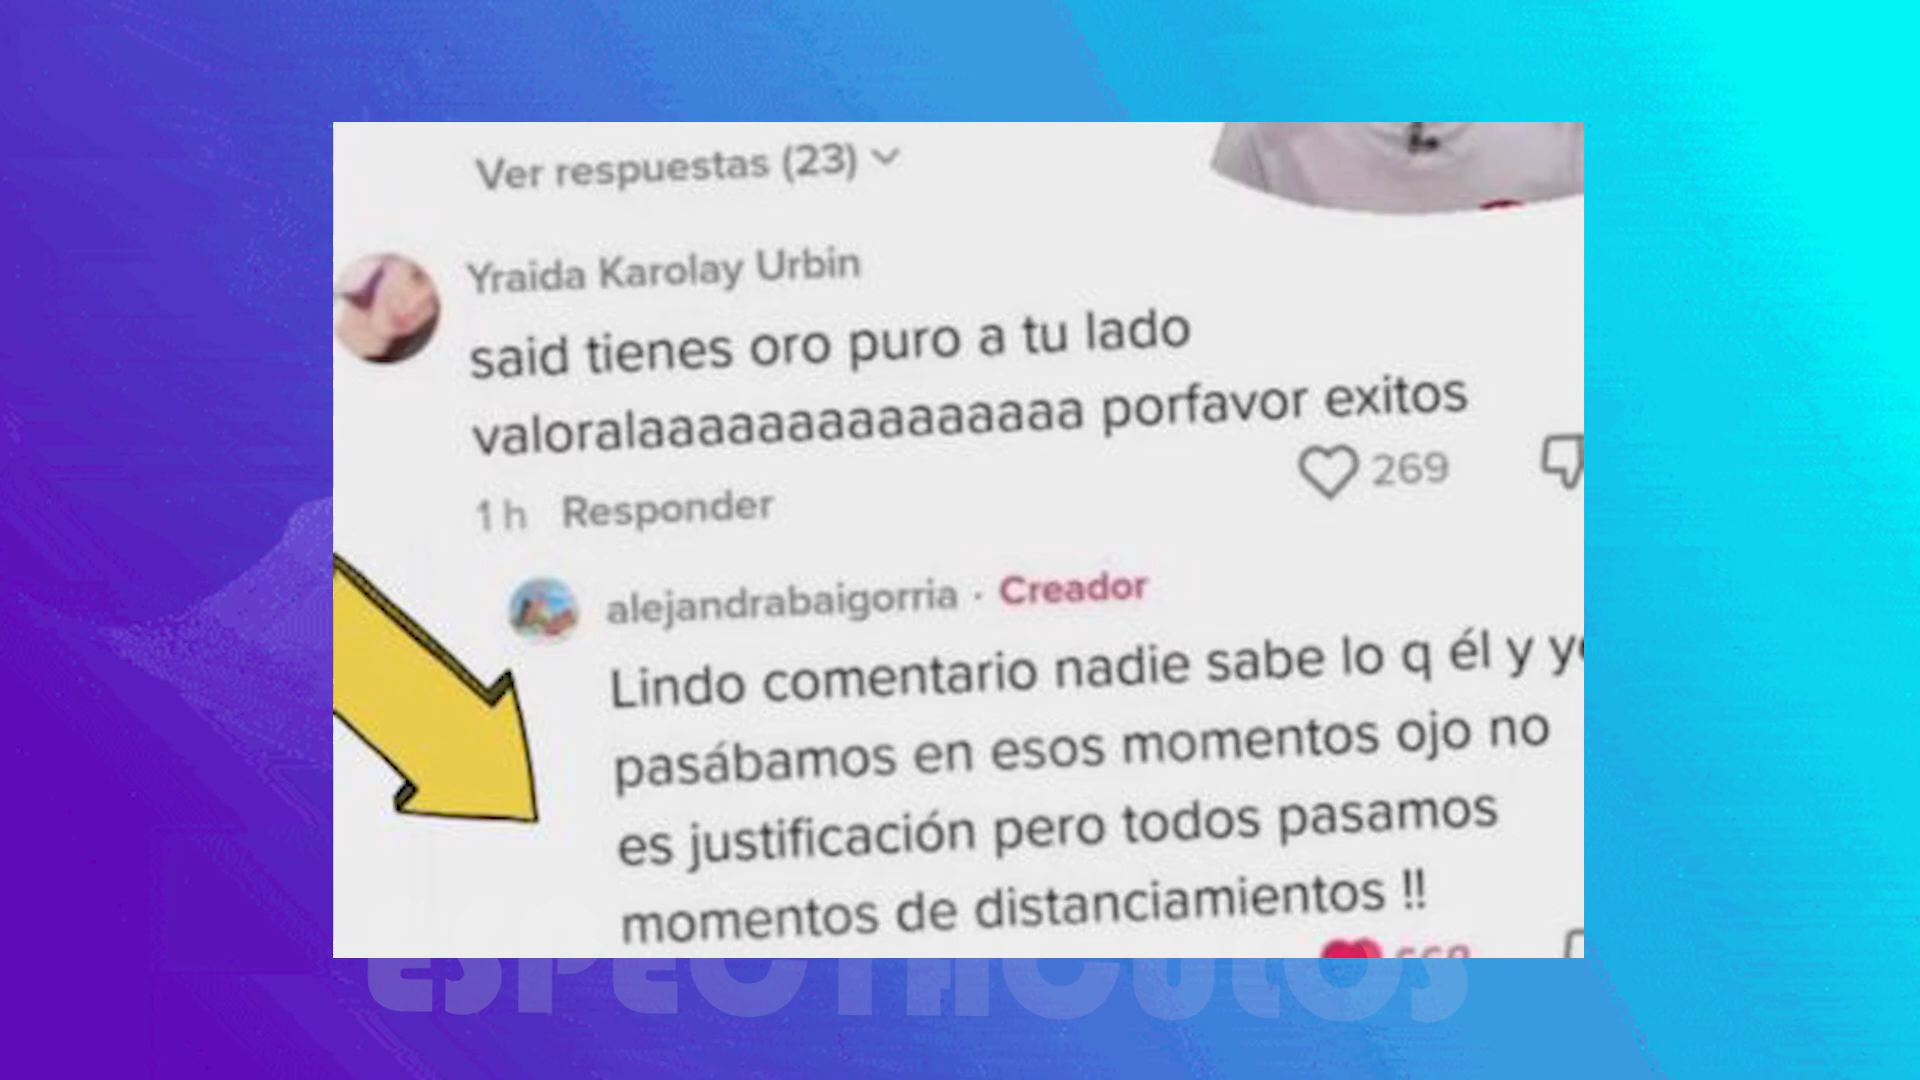 Ver respuestas (23)
Yraida Karolay Urbin
said tienes oro puro a tu lado
valoralaaaaaaaaaaaaaaa porfavor exitos
269
1 h Responder
alejandrabaigorria · Creador
Lindo comentario nadie sabe lo q él y
pasábamos en esos momentos ojo no
es justificación pero todos pasamos
momentos de distanciamientos !!
ESPECTÁCULOS